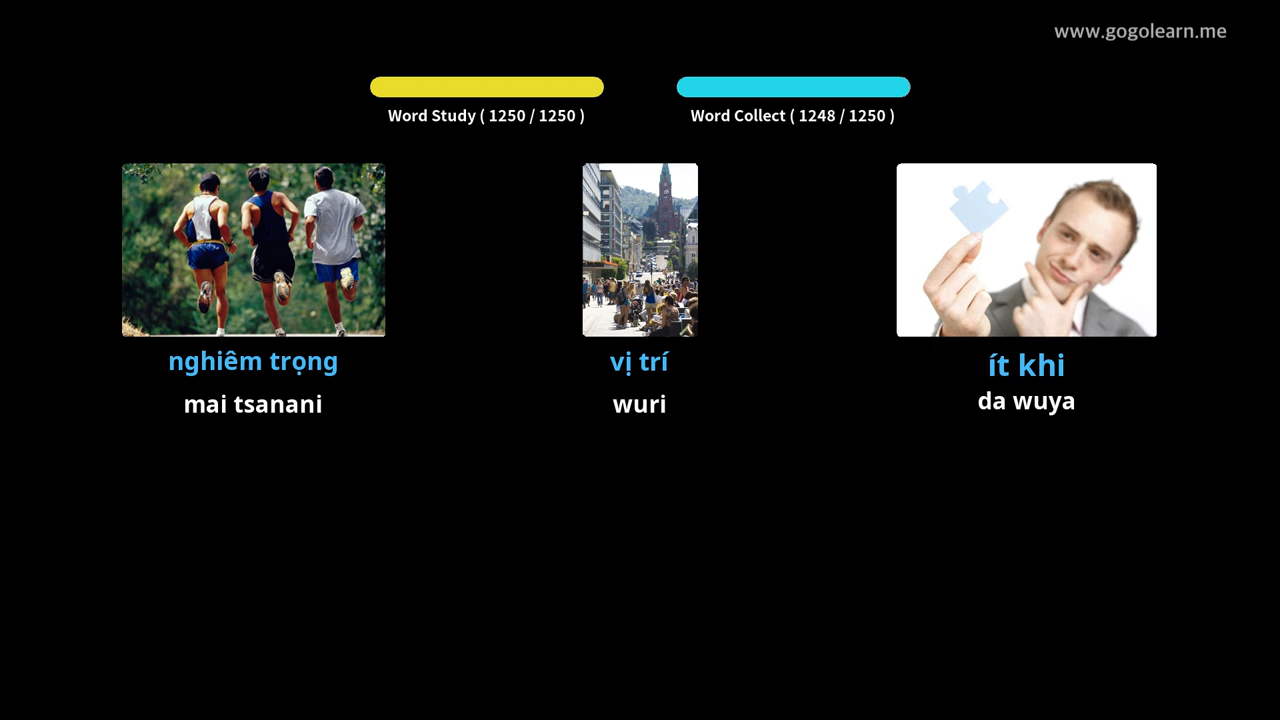 www.gogolearn.me
Word Study ( 1250 / 1250 )
Word Collect ( 1248 / 1250 )
nghiêm trọng
mai tsanani
vị trí
wuri
ít khi
da wuya